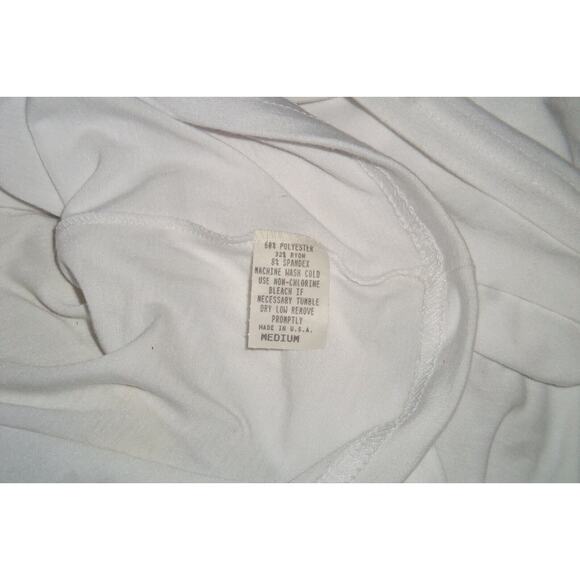 60% POLYESTER
32% RYON
8% SPANDEX
MACHINE WASH COLD
USE NON-CHLORINE
BLEACH IF
NECESSARY TUMBLE
DRY LOW REMOVE
PROMPTLY
MADE IN U.S.A.
MEDIUM